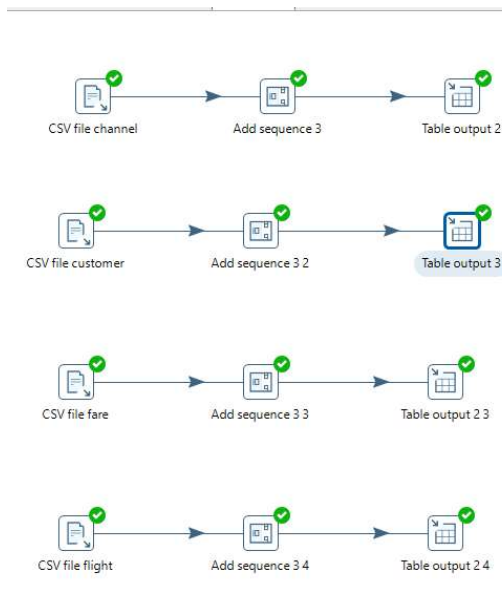 CSV file channel
Add sequence 3
Table output 2
CSV file customer
Add sequence 3 2
Table output 3
CSV file fare
Add sequence 3 3
Table output 2 3
CSV file flight
Add sequence 3 4
Table output 2 4